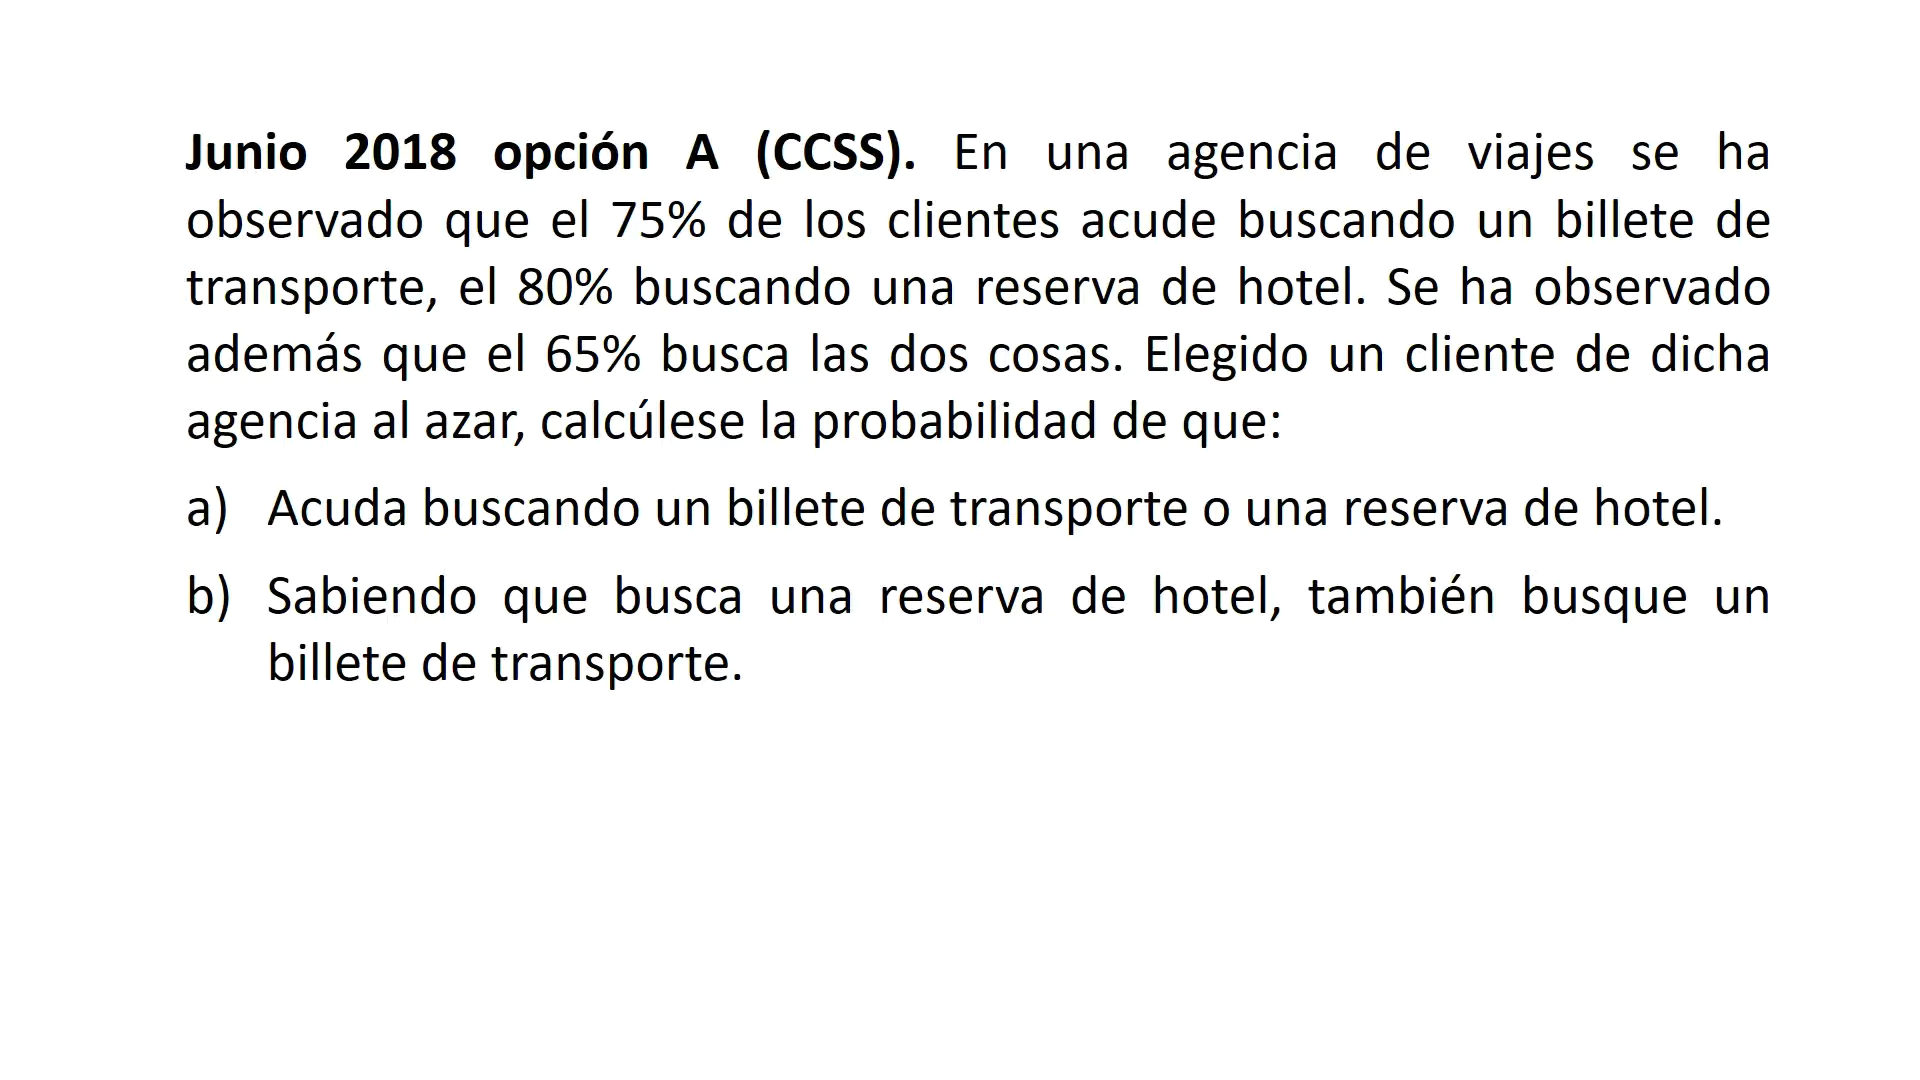 Junio 2018 opción A (CCSS). En una agencia de viajes se ha
observado que el 75% de los clientes acude buscando un billete de
transporte, el 80% buscando una reserva de hotel. Se ha observado
además que el 65% busca las dos cosas. Elegido un cliente de dicha
agencia al azar, calcúlese la probabilidad de que:
a) Acuda buscando un billete de transporte o una reserva de hotel.
b) Sabiendo que busca una reserva de hotel, también busque un
billete de transporte.